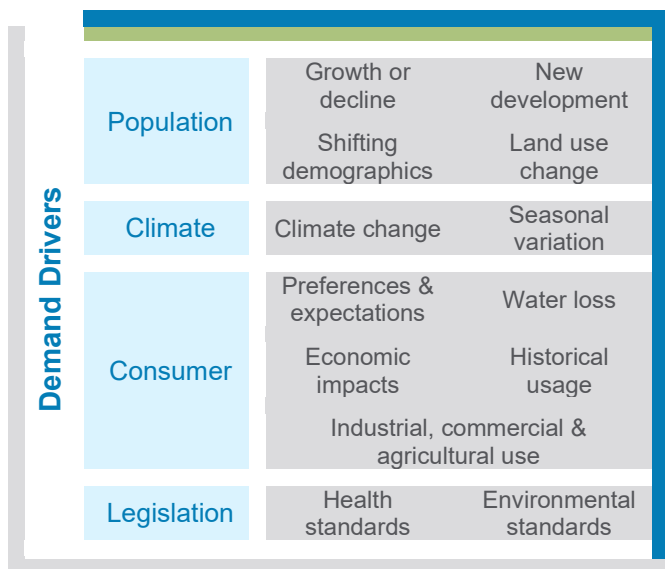 Demand Drivers
Population
Growth or
decline
New
development
Shifting
demographics
Land use
change
Climate
Climate change
Seasonal
variation
Consumer
Preferences &
expectations
Water loss
Economic
impacts
Historical
usage
Industrial, commercial &
agricultural use
Legislation
Health
standards
Environmental
standards